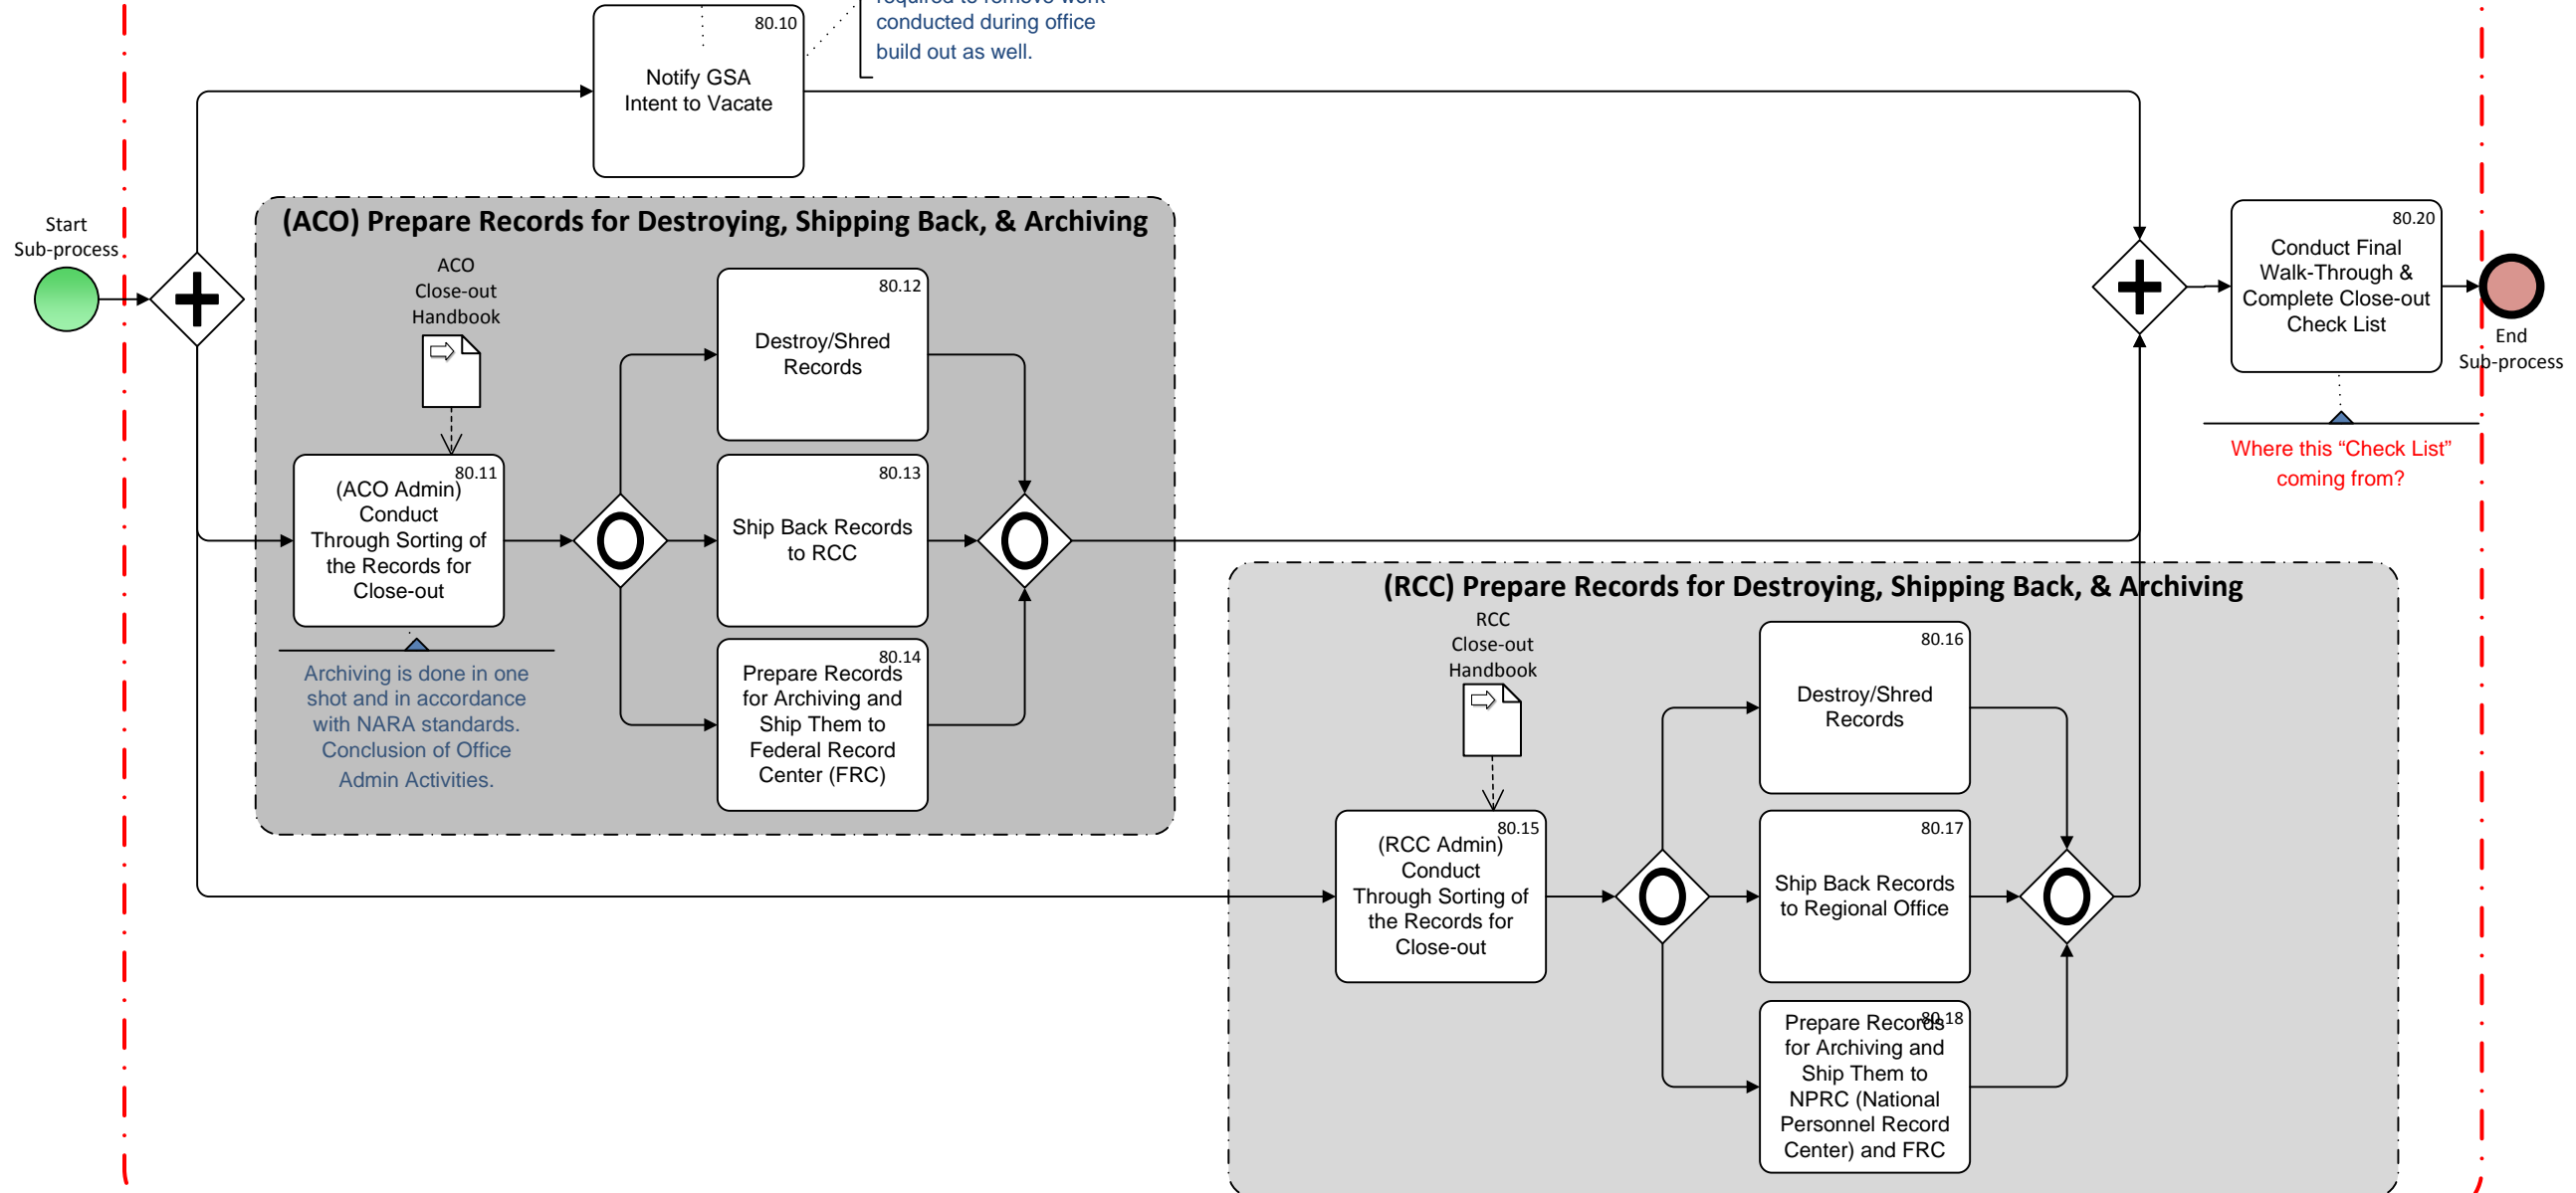 required to remove work
conducted during office
build out as well.
80.10
Notify GSA
Intent to Vacate
Start
Sub-process
(ACO) Prepare Records for Destroying, Shipping Back, & Archiving
ACO
Close-out
Handbook
80.11
(ACO Admin)
Conduct
Through Sorting of
the Records for
Close-out
Archiving is done in one
shot and in accordance
with NARA standards.
Conclusion of Office
Admin Activities.
80.12
Destroy/Shred
Records
80.13
Ship Back Records
to RCC
80.14
Prepare Records
for Archiving and
Ship Them to
Federal Record
Center (FRC)
(RCC) Prepare Records for Destroying, Shipping Back, & Archiving
RCC
Close-out
Handbook
80.15
(RCC Admin)
Conduct
Through Sorting of
the Records for
Close-out
80.16
Destroy/Shred
Records
80.17
Ship Back Records
to Regional Office
80.18
Prepare Records
for Archiving and
Ship Them to
NPRC (National
Personnel Record
Center) and FRC
80.20
Conduct Final
Walk-Through &
Complete Close-out
Check List
End
Sub-process
Where this “Check List”
coming from?